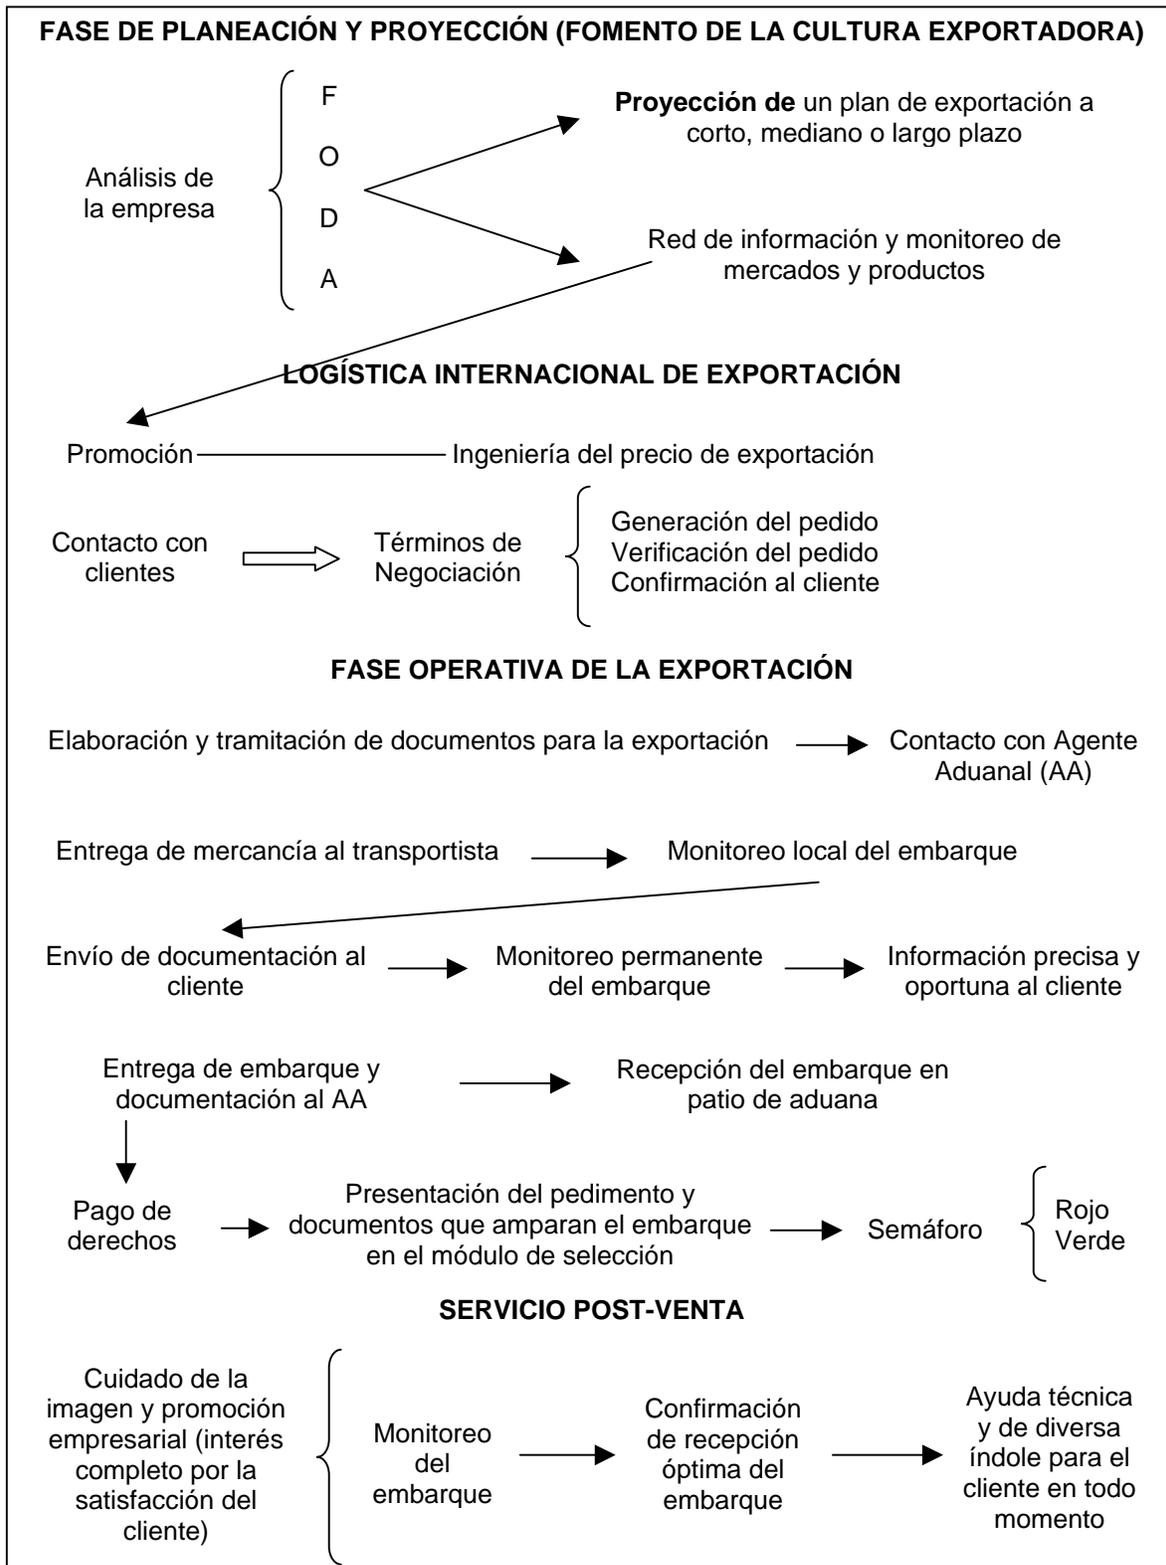 FASE DE PLANEACIÓN Y PROYECCIÓN (FOMENTO DE LA CULTURA EXPORTADORA)
Análisis de
la empresa
F
O
D
A
Proyección de un plan de exportación a
corto, mediano o largo plazo
Red de información y monitoreo de
mercados y productos
LOGÍSTICA INTERNACIONAL DE EXPORTACIÓN
Promoción
Ingeniería del precio de exportación
Contacto con
clientes
Términos de
Negociación
Generación del pedido
Verificación del pedido
Confirmación al cliente
FASE OPERATIVA DE LA EXPORTACIÓN
Elaboración y tramitación de documentos para la exportación
Contacto con Agente
Aduanal (AA)
Entrega de mercancía al transportista
Monitoreo local del embarque
Envío de documentación al
cliente
Monitoreo permanente
del embarque
Información precisa y
oportuna al cliente
Entrega de embarque y
documentación al AA
Recepción del embarque en
patio de aduana
Pago de
derechos
Presentación del pedimento y
documentos que amparan el embarque
en el módulo de selección
Semáforo
Rojo
Verde
SERVICIO POST-VENTA
Cuidado de la
imagen y promoción
empresarial (interés
completo por la
satisfacción del
cliente)
Monitoreo
del
embarque
Confirmación
de recepción
óptima del
embarque
Ayuda técnica
y de diversa
índole para el
cliente en todo
momento